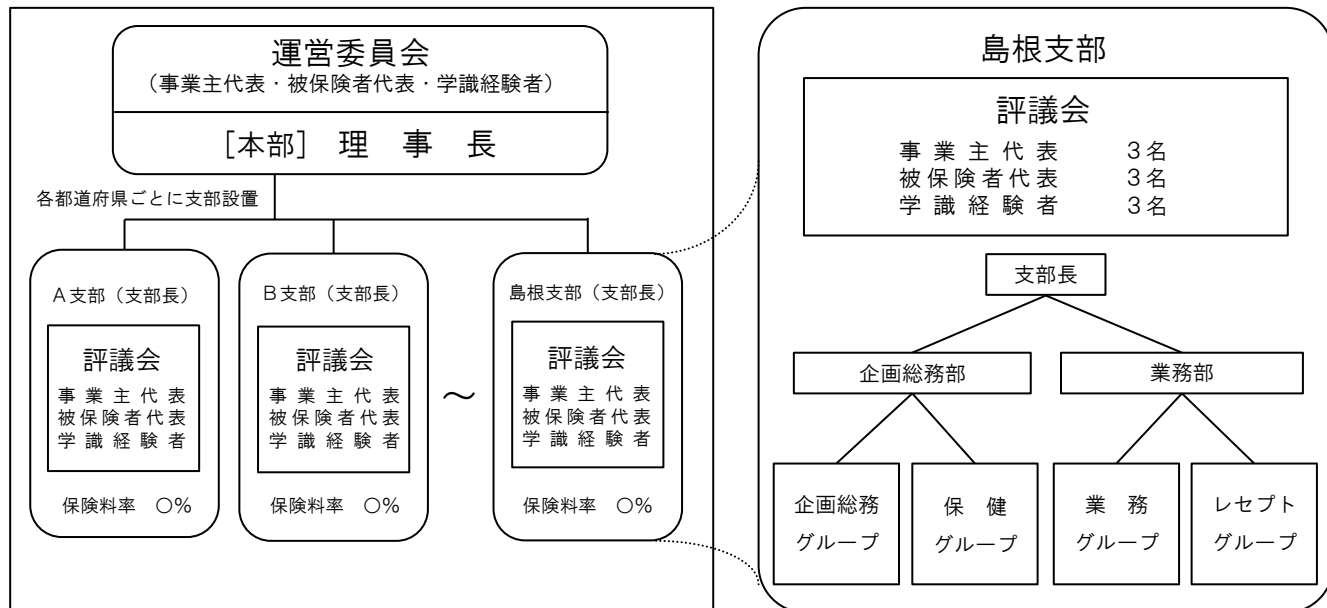 運営委員会
（事業主代表・被保険者代表・学識経験者）
［本部］ 理事長
各都道府県ごとに支部設置
A支部（支部長）
評議会
事業主代表
被保険者代表
学識経験者
保険料率 ○%
B支部（支部長）
評議会
事業主代表
被保険者代表
学識経験者
保険料率 ○%
～
島根支部（支部長）
評議会
事業主代表
被保険者代表
学識経験者
保険料率 ○%
島根支部
評議会
事業主代表 3名
被保険者代表 3名
学識経験者 3名
支部長
企画総務部
業務部
企画総務
グループ
保健
グループ
業務
グループ
レセプト
グループ